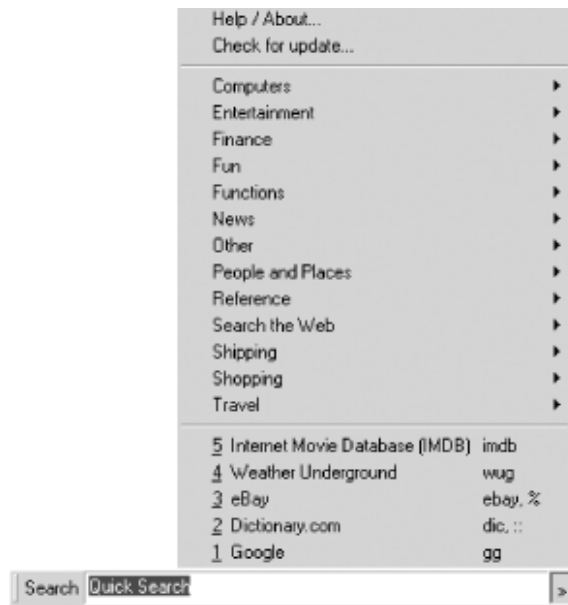 Help / About...
Check for update...
Computers
Entertainment
Finance
Fun
Functions
News
Other
People and Places
Reference
Search the Web
Shipping
Shopping
Travel
5 Internet Movie Database (IMDB) imdb
4 Weather Underground wug
3 eBay ebay, %
2 Dictionary.com dic, ::
1 Google gg
Search Quick Search »